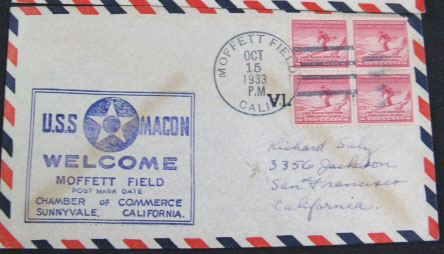 MOFFETT FIELD
OCT
15
1933
P.M.
CALIF
VI.
U.S.S MACON
WELCOME
MOFFETT FIELD
POST MARK DATE
CHAMBER OF COMMERCE
SUNNYVALE, CALIFORNIA.
Richard
3356 Jackson
San Francisco
California.